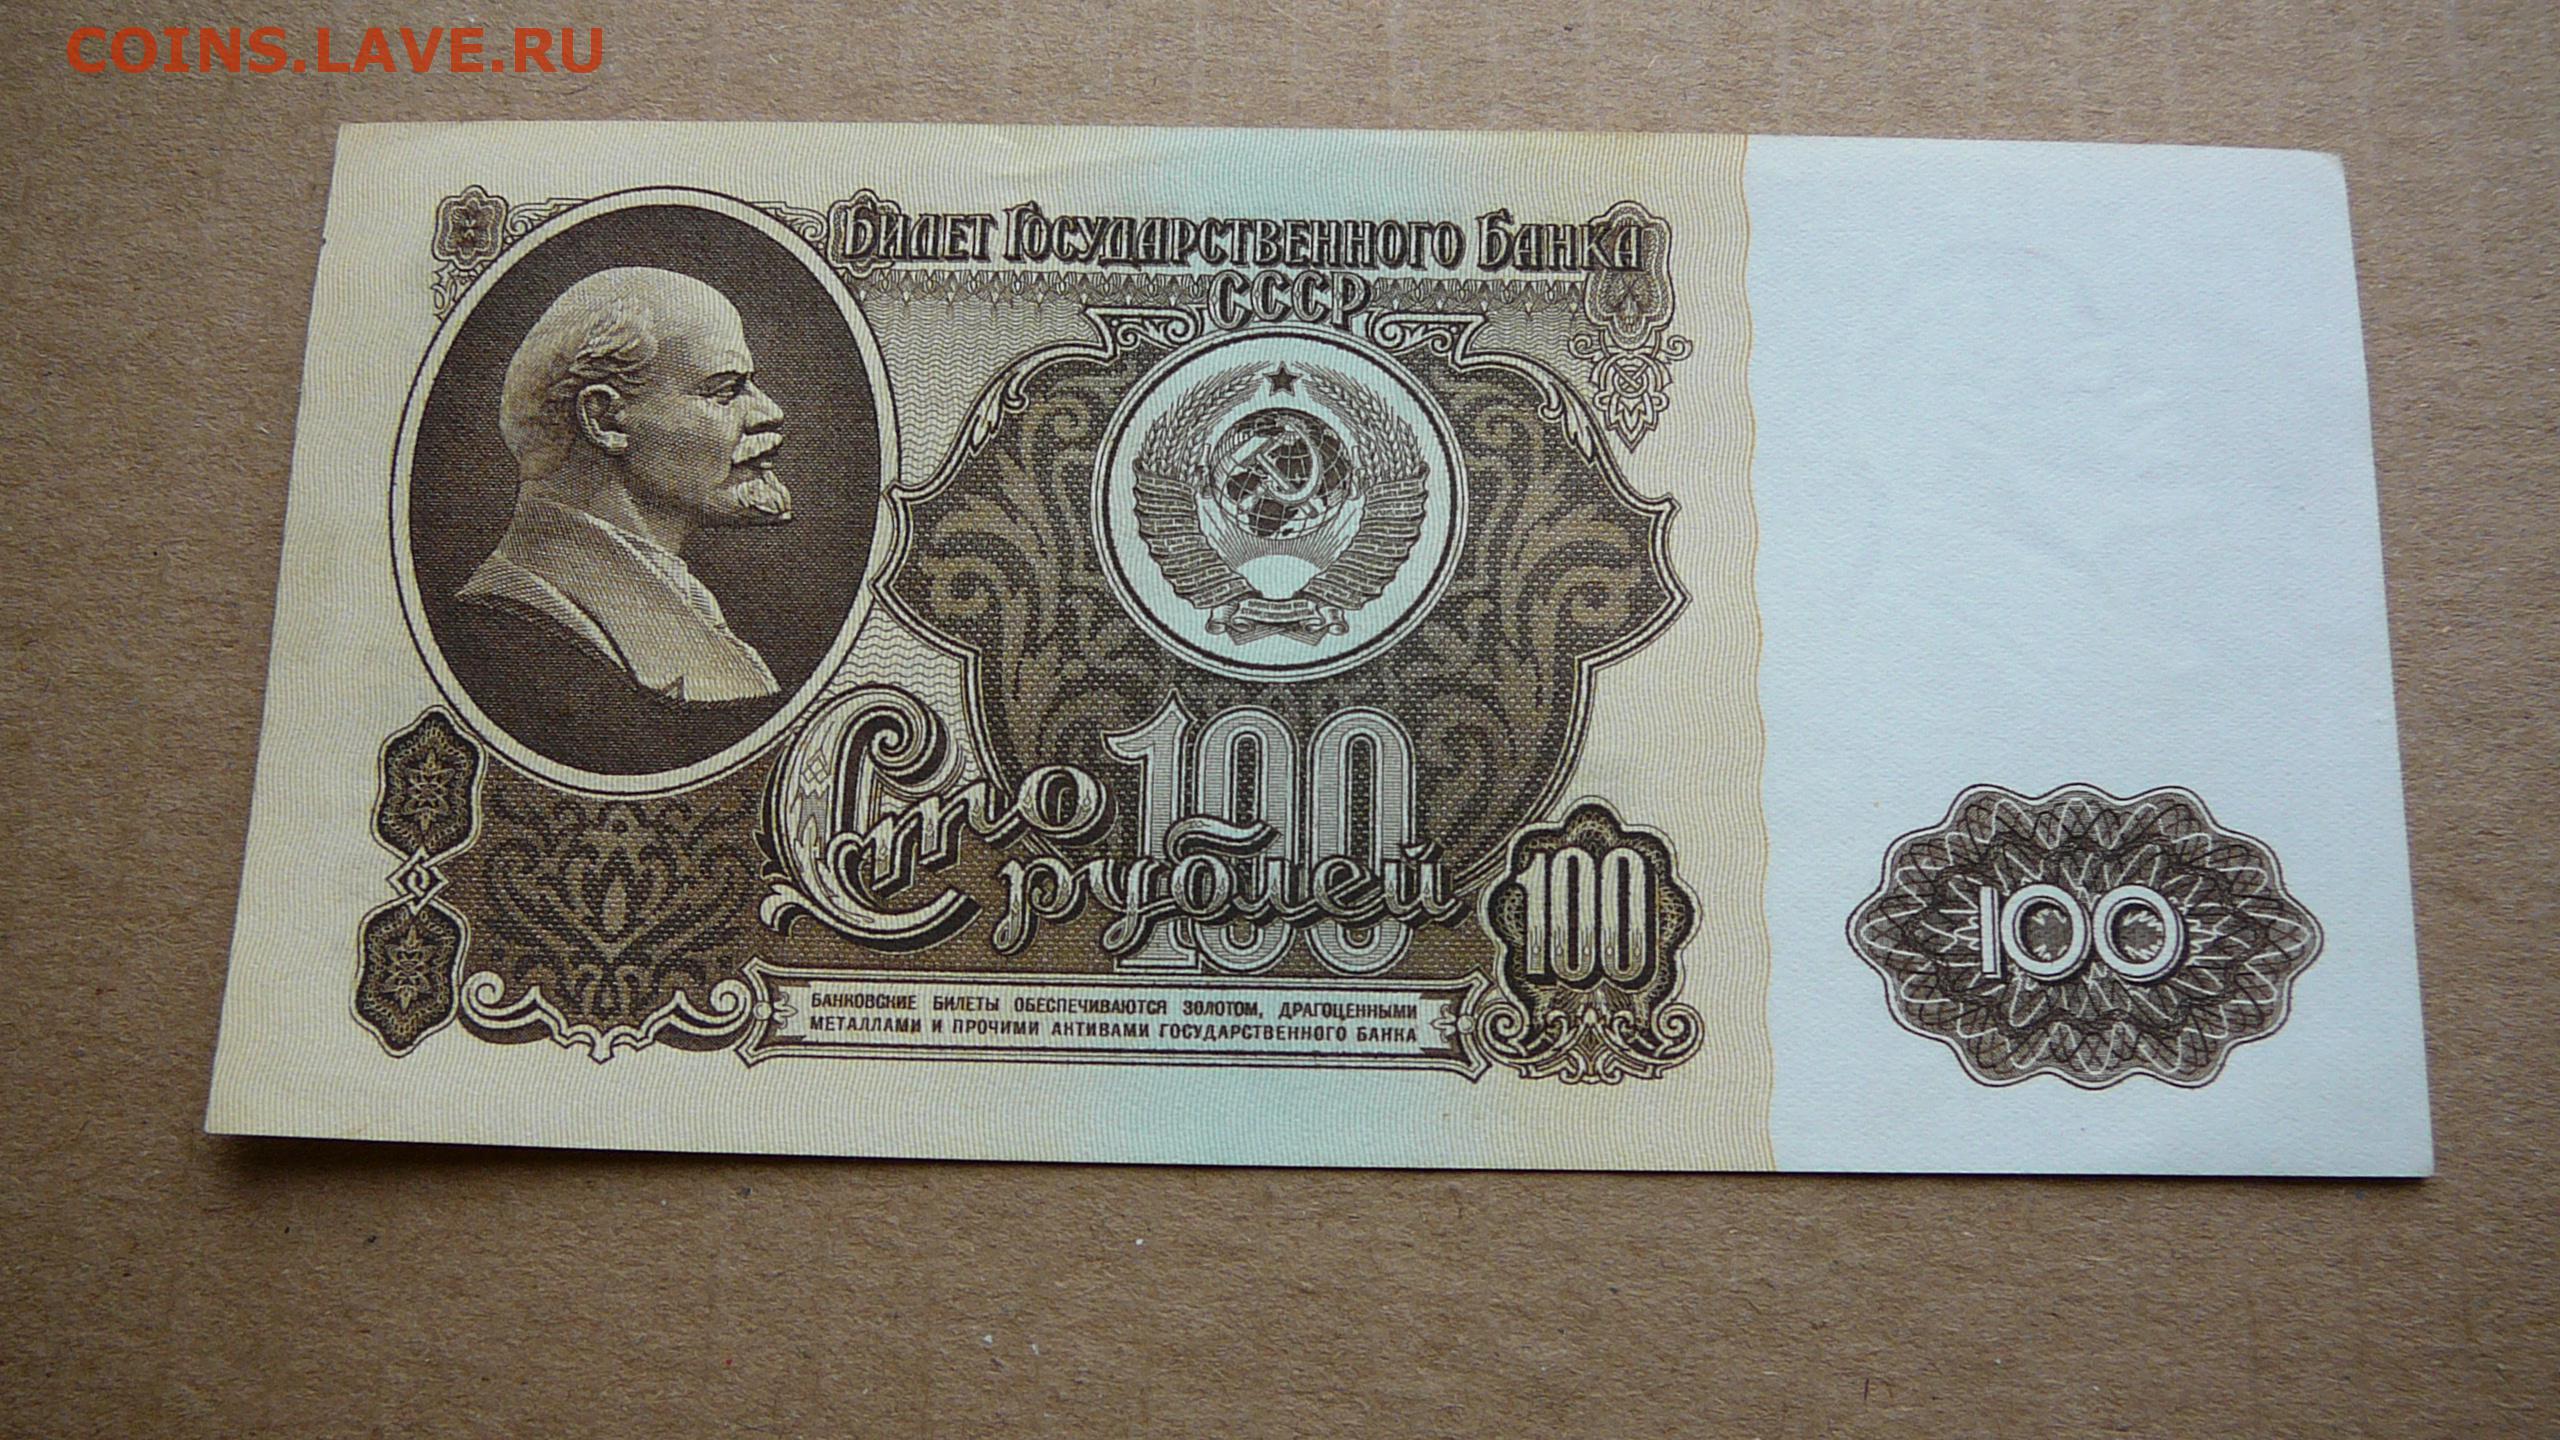 COINS.LAVE.RU
Билет Государственного Банка
СССР
100
Сто
рублей
100
БАНКОВСКИЕ БИЛЕТЫ ОБЕСПЕЧИВАЮТСЯ ЗОЛОТОМ, ДРАГОЦЕННЫМИ
МЕТАЛЛАМИ И ПРОЧИМИ АКТИВАМИ ГОСУДАРСТВЕННОГО БАНКА
100